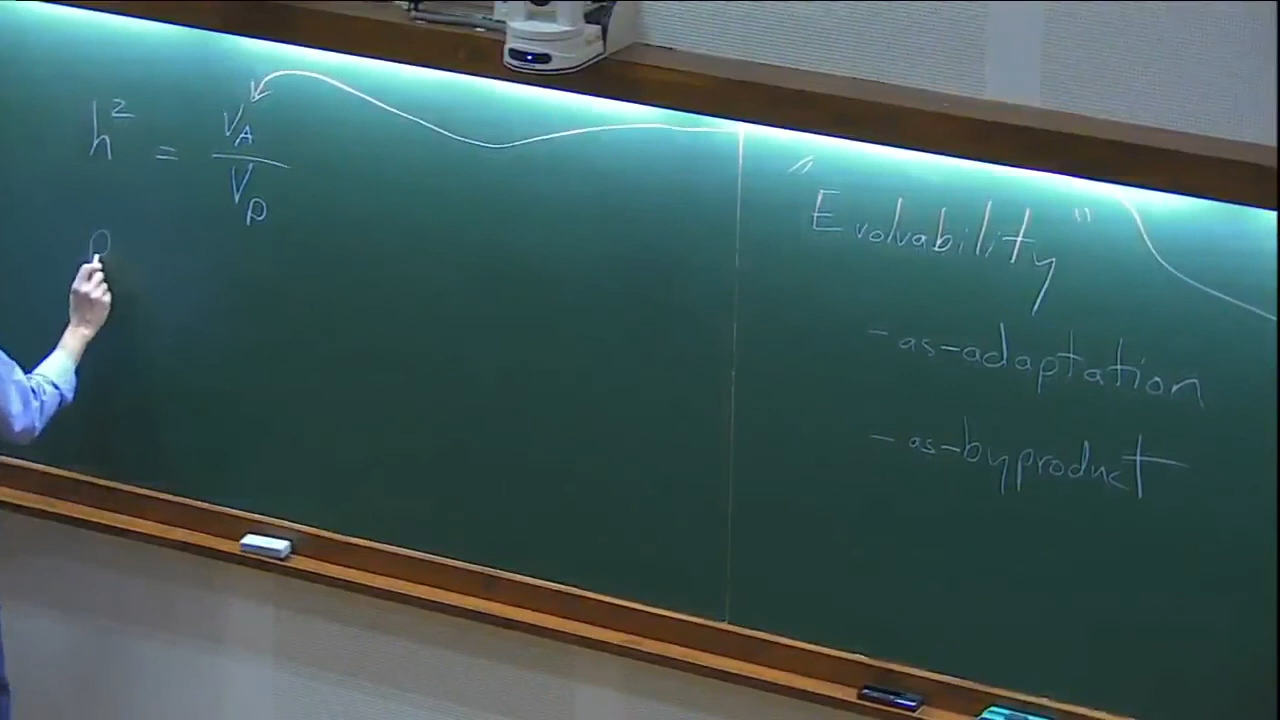 h² = V_A / V_P
"Evolvability"
- as-adaptation
- as-byproduct